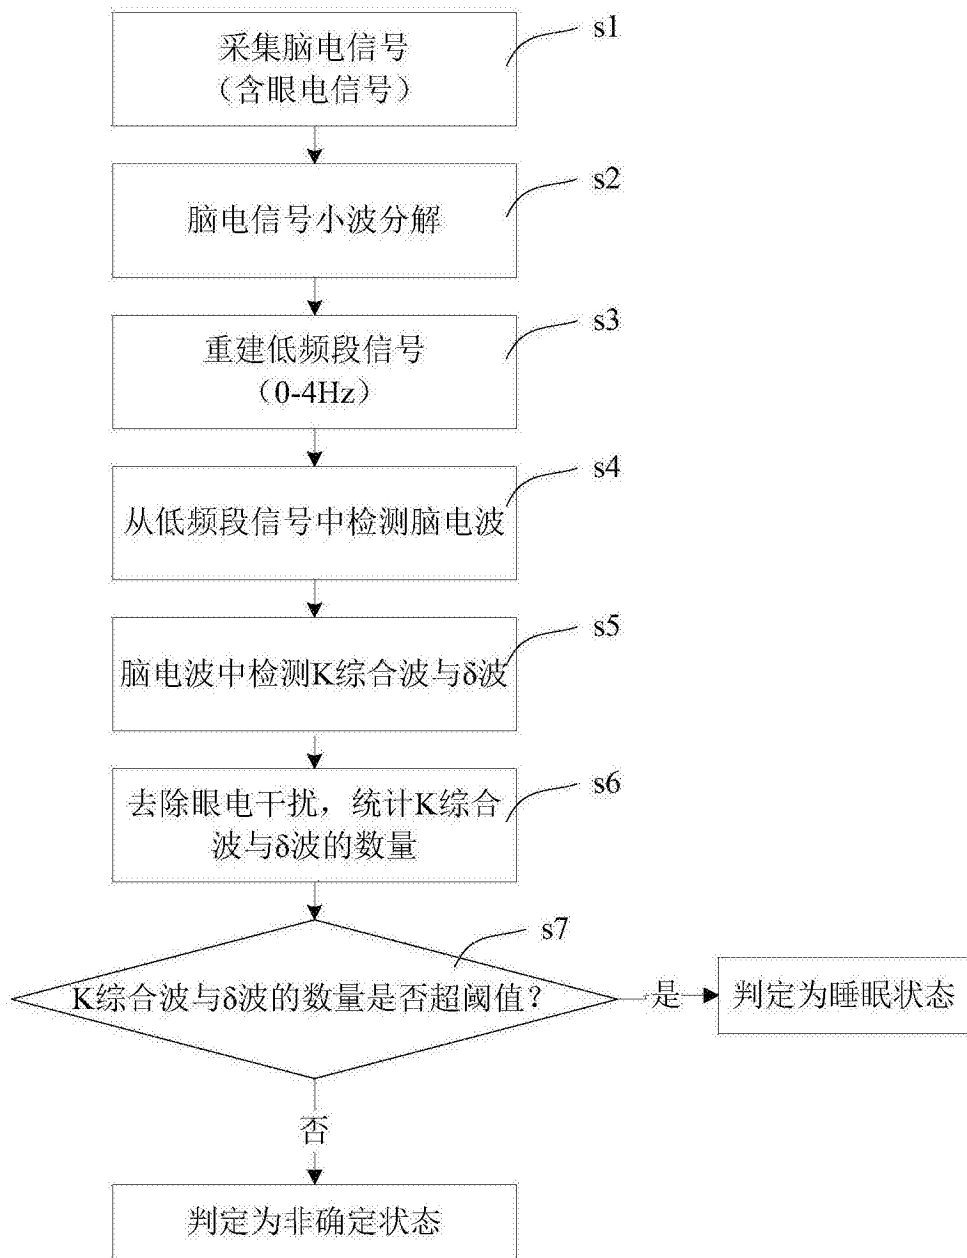 采集脑电信号
（含眼电信号）
s1
脑电信号小波分解
s2
重建低频段信号
（0-4Hz）
s3
从低频段信号中检测脑电波
s4
脑电波中检测K综合波与δ波
s5
去除眼电干扰，统计K综合
波与δ波的数量
s6
s7
K综合波与δ波的数量是否超阈值？
是
判定为睡眠状态
否
判定为非确定状态